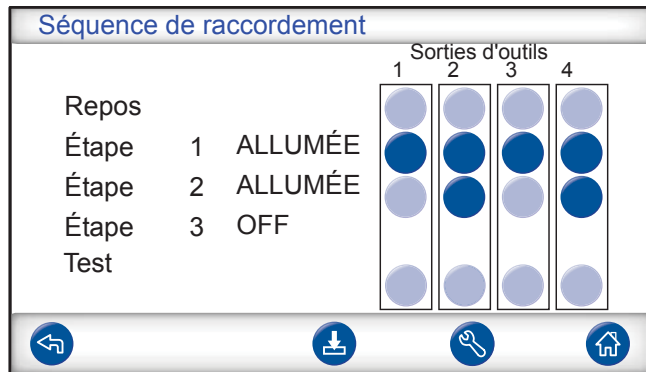 Séquence de raccordement
Sorties d'outils
1 2 3 4
Repos
Étape 1 ALLUMÉE
Étape 2 ALLUMÉE
Étape 3 OFF
Test